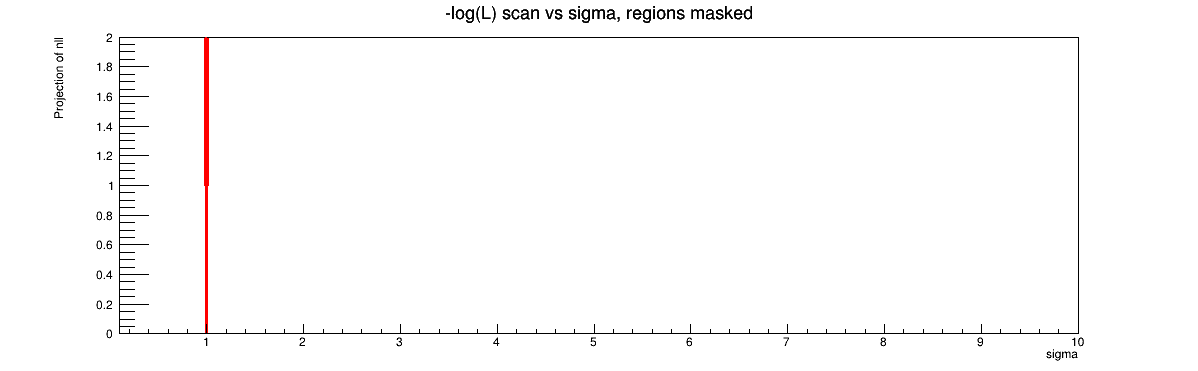 -log(L) scan vs sigma, regions masked
Projection of nll
2
1.8
1.6
1.4
1.2
1
0.8
0.6
0.4
0.2
0
1 2 3 4 5 6 7 8 9 10
sigma